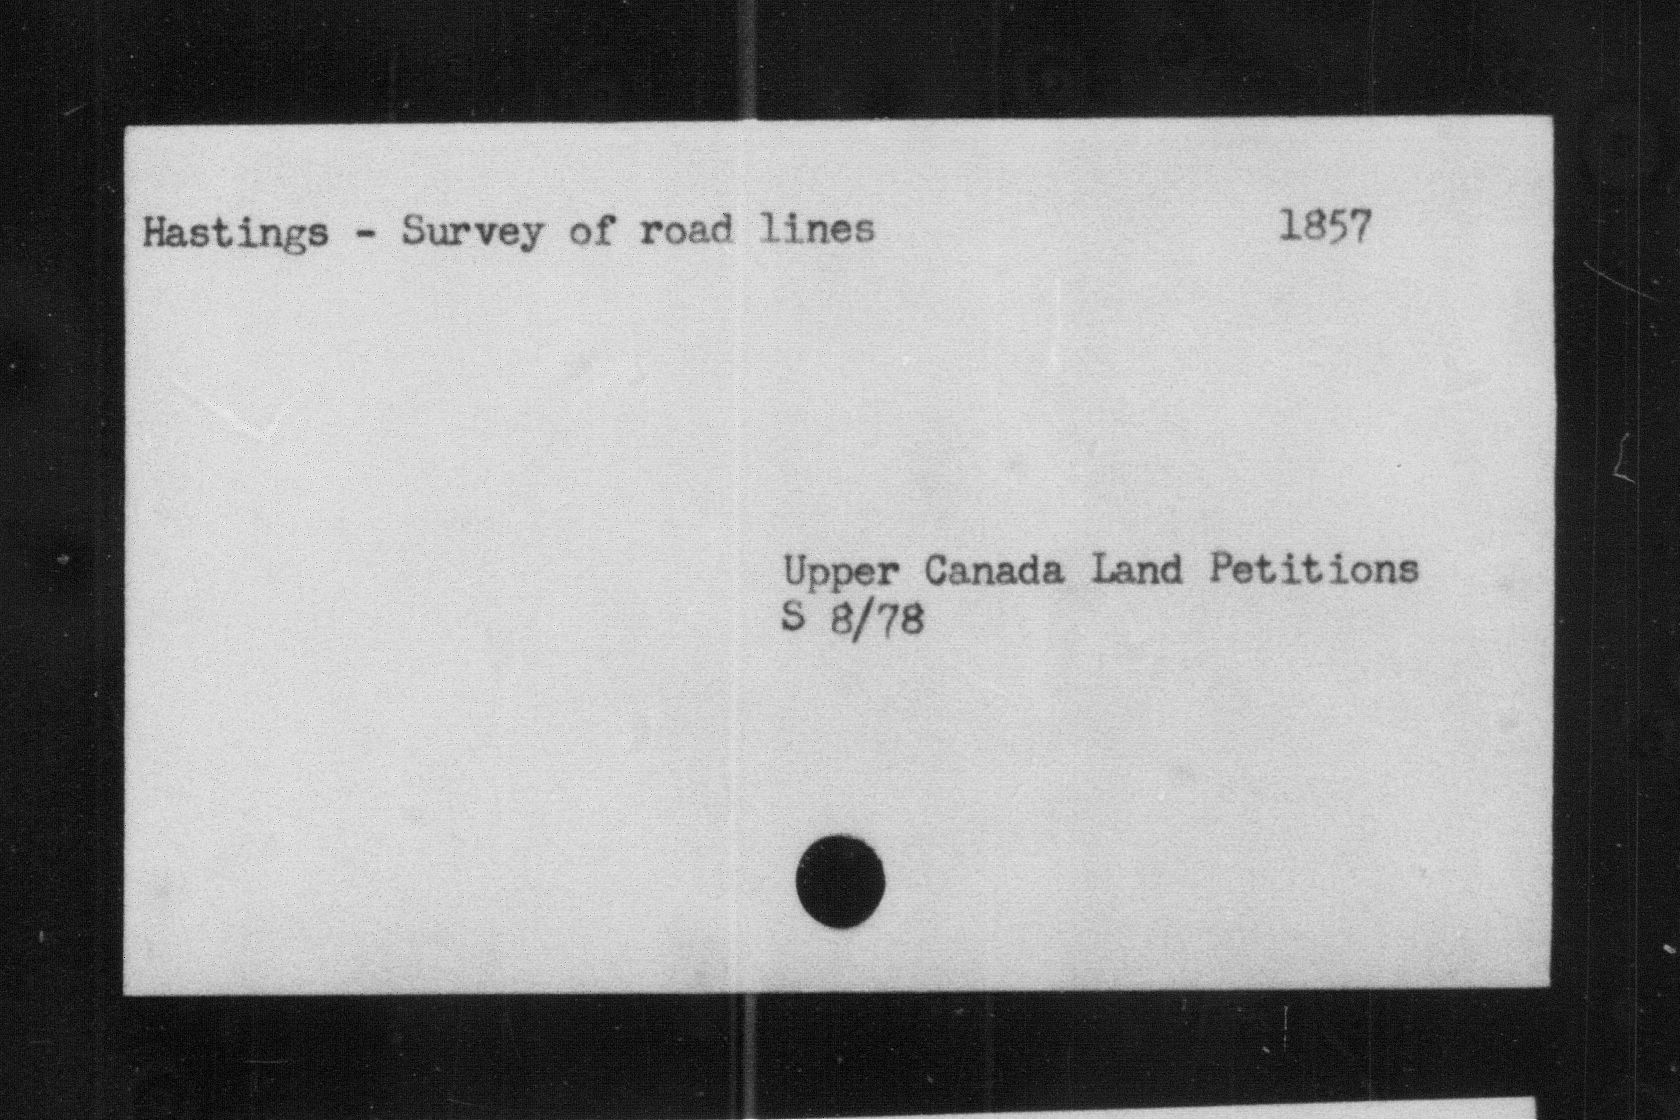 Hastings - Survey of road lines 1857
Upper Canada Land Petitions
S 8/78